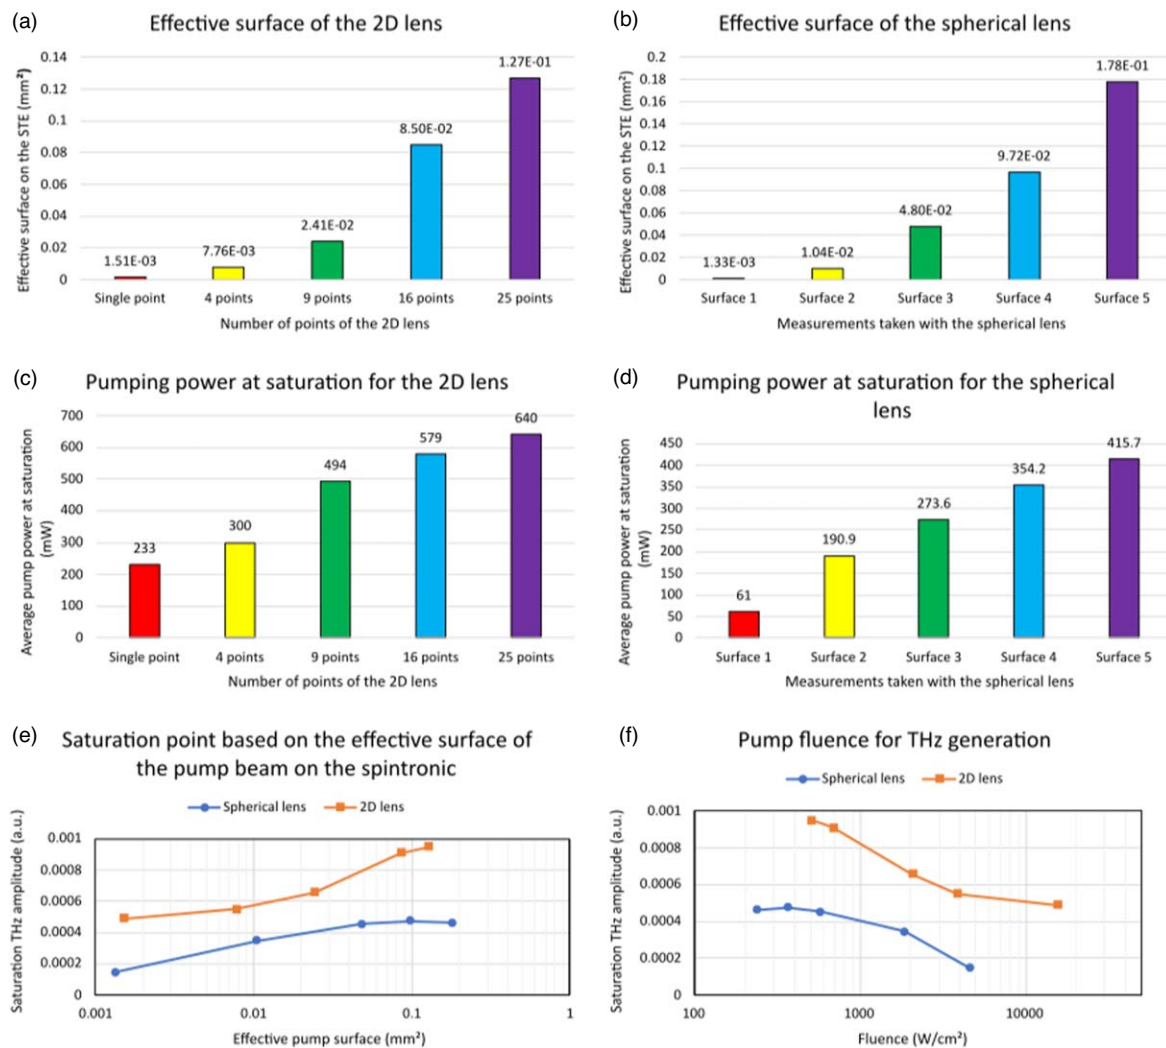 (a)
Effective surface of the 2D lens
Effective surface on the STE (mm²)
0.14
0.12
0.1
0.08
0.06
0.04
0.02
0
1.51E-03
7.76E-03
2.41E-02
8.50E-02
1.27E-01
Single point
4 points
9 points
16 points
25 points
Number of points of the 2D lens
(b)
Effective surface of the spherical lens
Effective surface on the STE (mm²)
0.2
0.18
0.16
0.14
0.12
0.1
0.08
0.06
0.04
0.02
0
1.33E-03
1.04E-02
4.80E-02
9.72E-02
1.78E-01
Surface 1
Surface 2
Surface 3
Surface 4
Surface 5
Measurements taken with the spherical lens
(c)
Pumping power at saturation for the 2D lens
Average pump power at saturation
(mW)
700
600
500
400
300
200
100
0
233
300
494
579
640
Single point
4 points
9 points
16 points
25 points
Number of points of the 2D lens
(d)
Pumping power at saturation for the spherical
lens
Average pump power at saturation
(mW)
450
400
350
300
250
200
150
100
50
0
61
190.9
273.6
354.2
415.7
Surface 1
Surface 2
Surface 3
Surface 4
Surface 5
Measurements taken with the spherical lens
(e)
Saturation point based on the effective surface of
the pump beam on the spintronic
Spherical lens
2D lens
Saturation THz amplitude (a.u.)
0.001
0.0008
0.0006
0.0004
0.0002
0
0.001
0.01
0.1
1
Effective pump surface (mm²)
(f)
Pump fluence for THz generation
Spherical lens
2D lens
Saturation THz amplitude (a.u.)
0.001
0.0008
0.0006
0.0004
0.0002
0
100
1000
10000
Fluence (W/cm²)